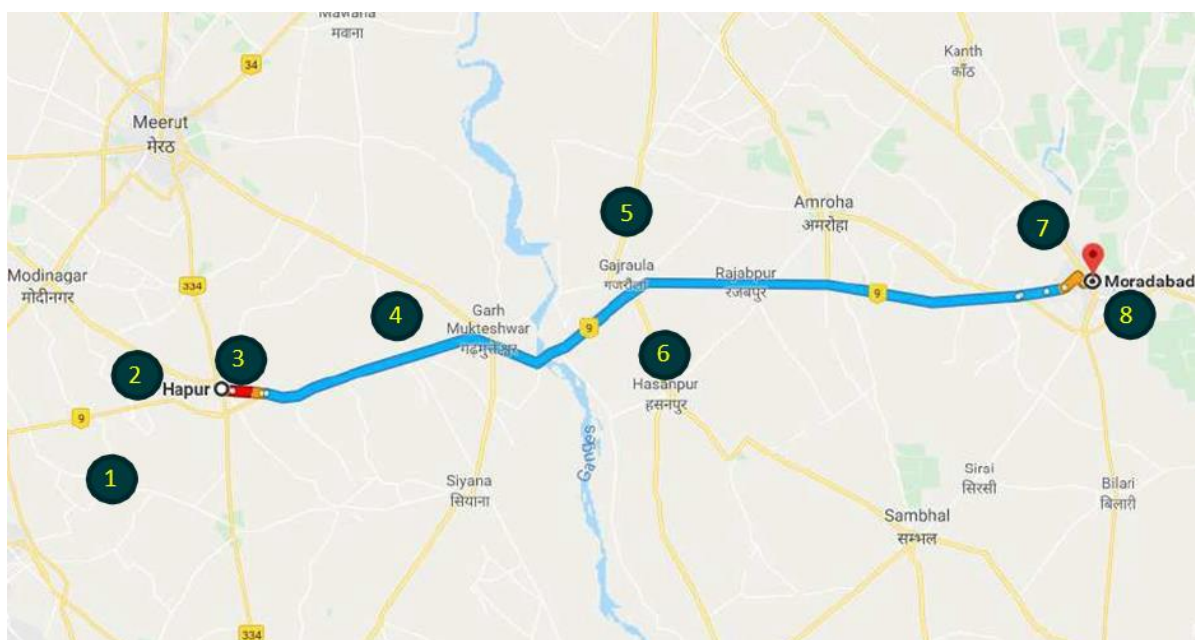 Mawana
मवाना
Kanth
काँठ
34
Meerut
मेरठ
5
Amroha
अमरोहा
7
Modinagar
मोदीनगर
334
Gajraula
गजरौला
Rajabpur
रजबपुर
Moradabad
9
8
4
Garh
Mukteshwar
गढ़मुक्तेश्वर
9
6
2
3
Hapur
Hasanpur
हसनपुर
9
1
Ganges
Siyana
सियाना
Sirsi
सिरसी
Bilari
बिलारी
Sambhal
सम्भल
334